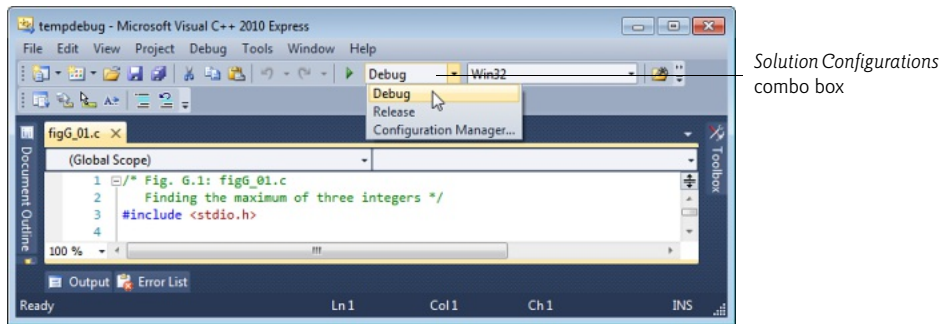 tempdebug - Microsoft Visual C++ 2010 Express
File Edit View Project Debug Tools Window Help
Debug Win32
Debug
Release
Configuration Manager...
Solution Configurations
combo box
figG_01.c
(Global Scope)
1 /* Fig. G.1: figG_01.c
2 Finding the maximum of three integers */
3 #include <stdio.h>
4
100 %
Document Outline
Toolbox
Output Error List
Ready Ln 1 Col 1 Ch 1 INS